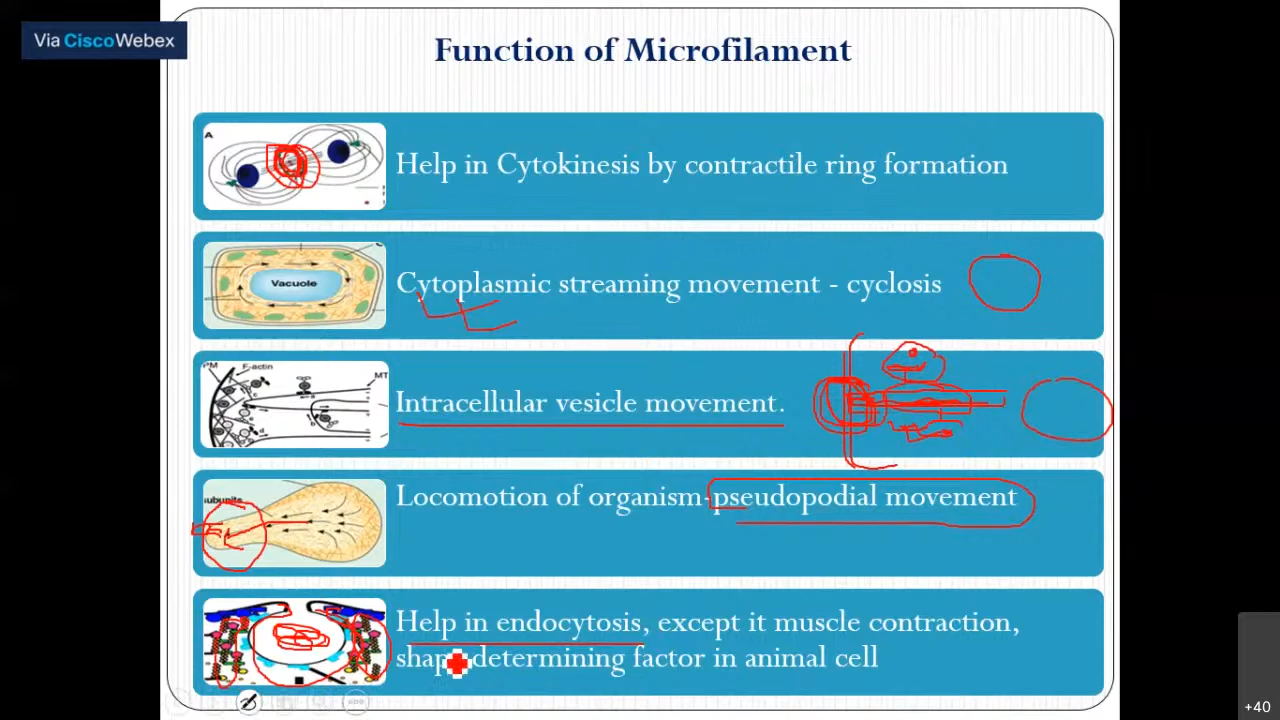 Via CiscoWebex
Function of Microfilament
A
Help in Cytokinesis by contractile ring formation
Vacuole
Cytoplasmic streaming movement - cyclosis
PM
F-actin
MT
Intracellular vesicle movement.
subunits
Locomotion of organism-pseudopodial movement
Help in endocytosis, except it muscle contraction,
shape determining factor in animal cell
+40